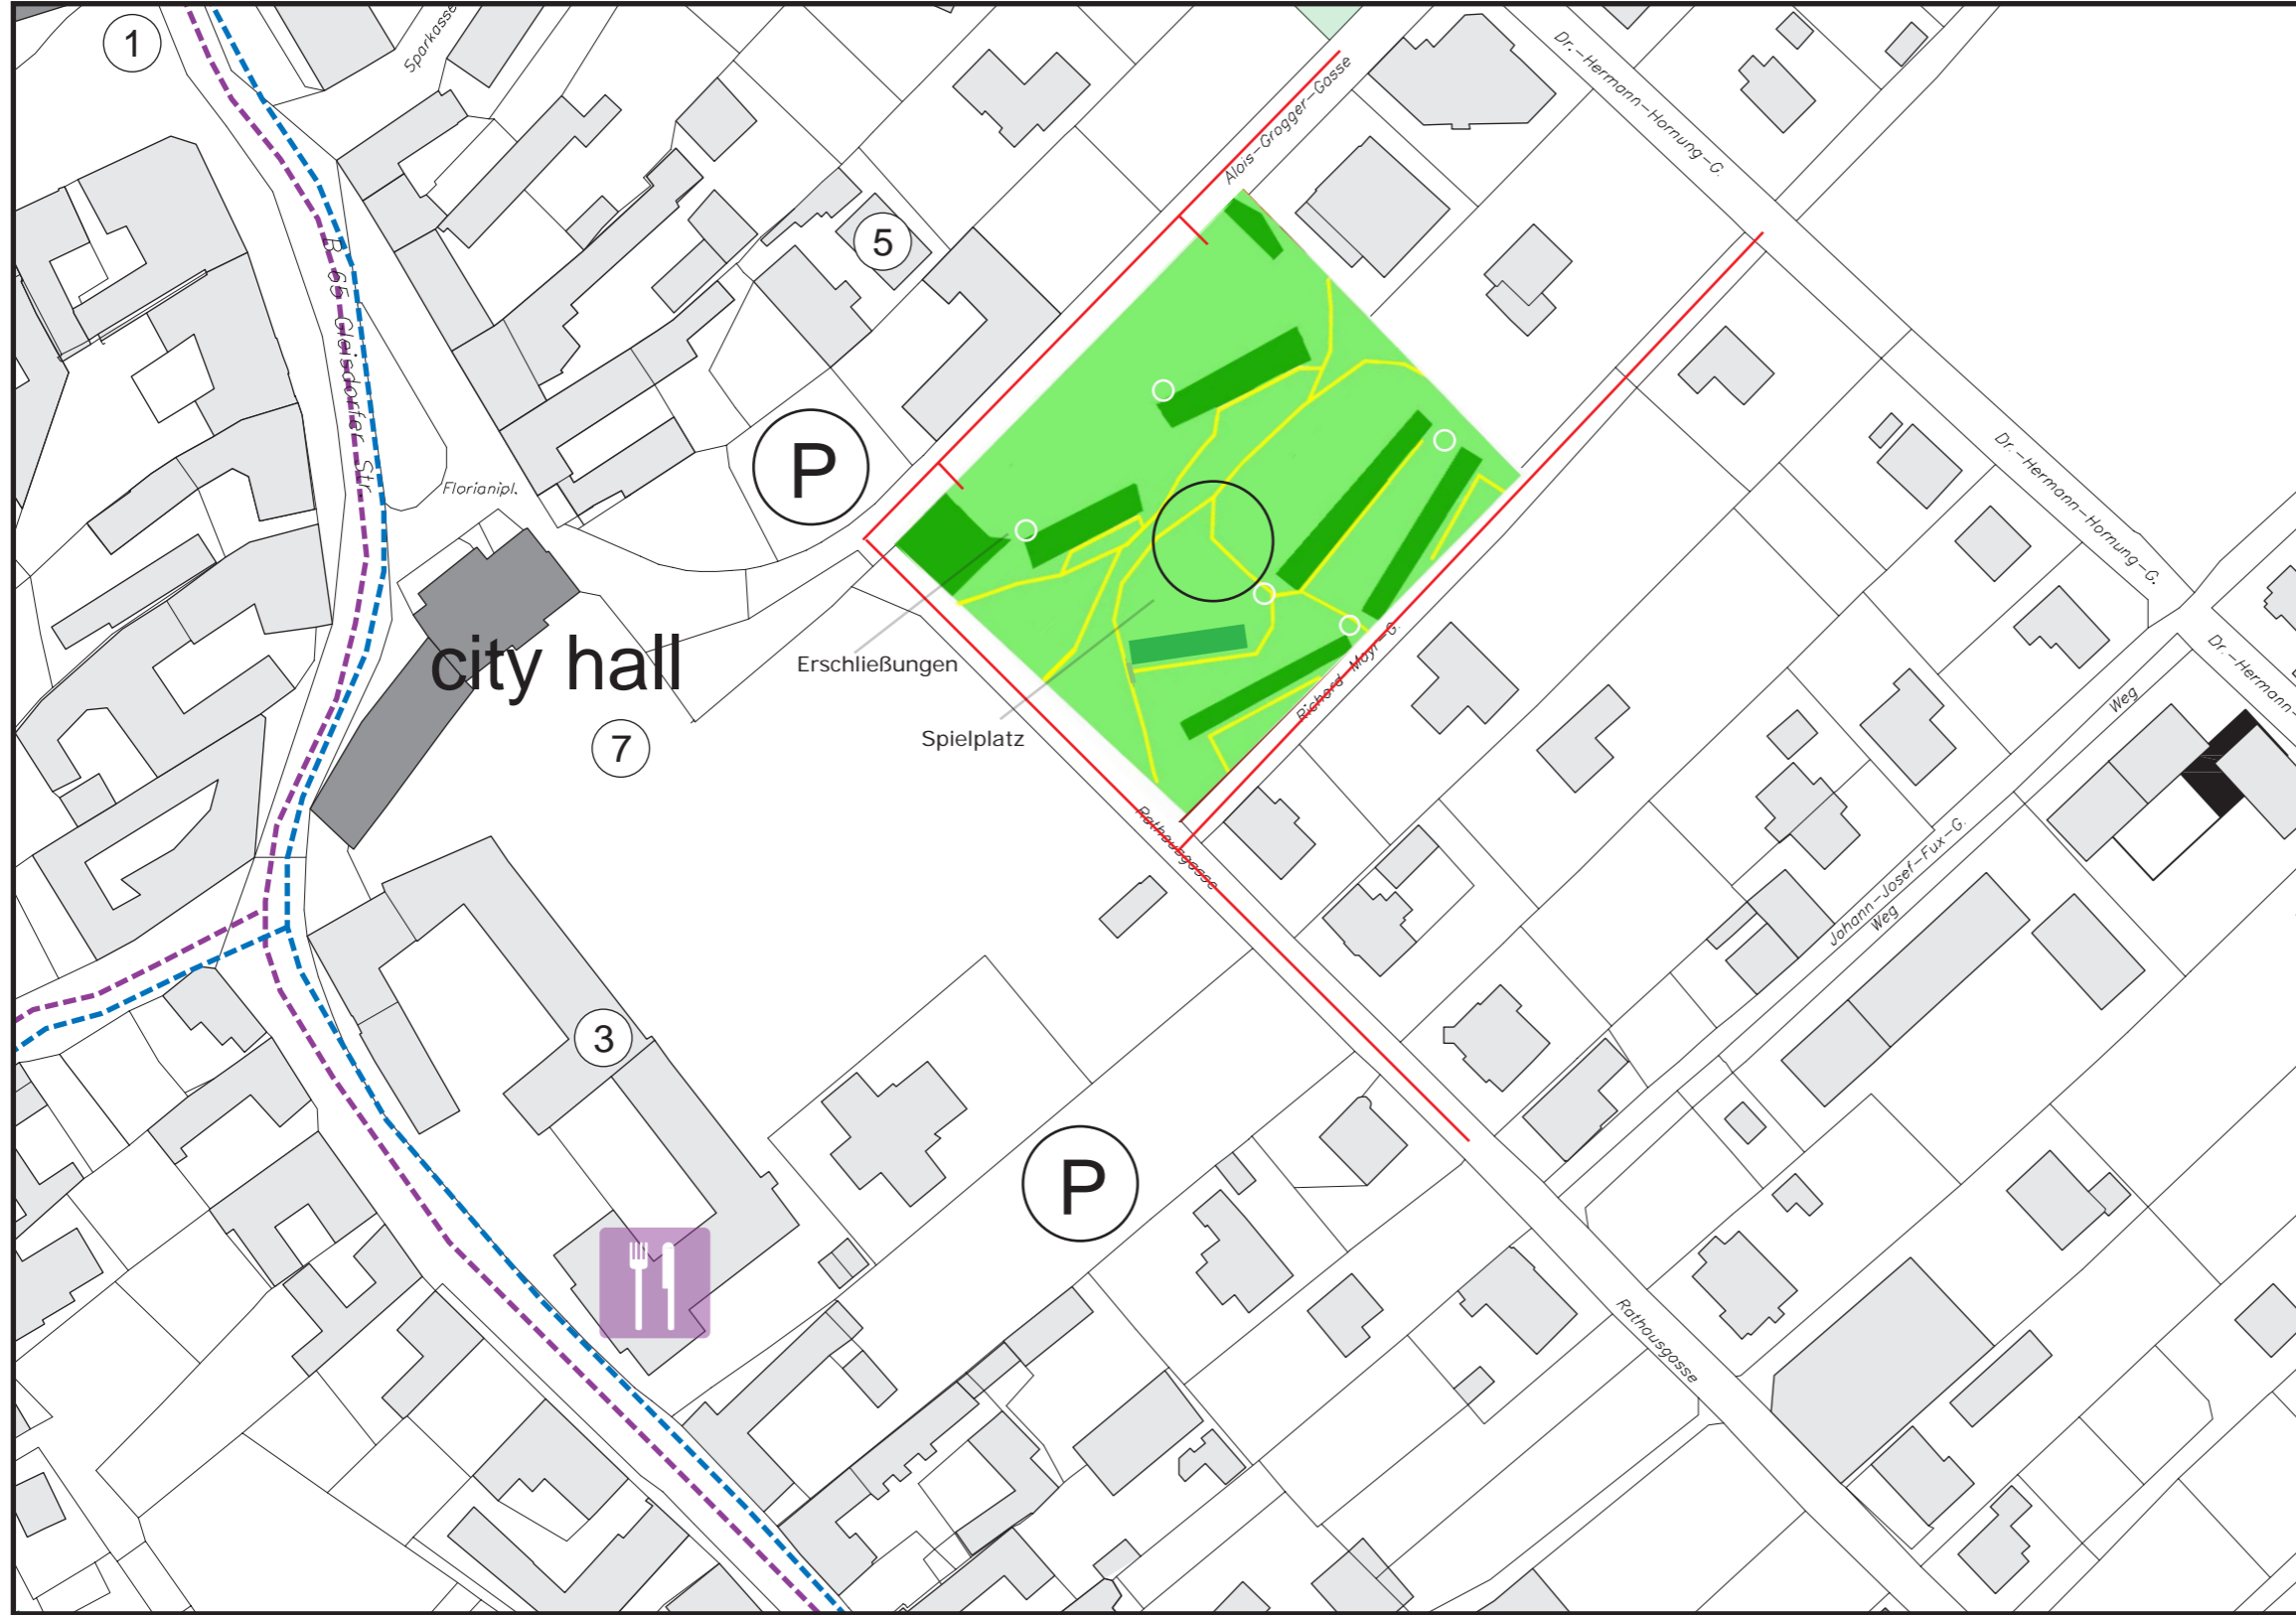 1
Sparkasse
Dr.-Hermann-Hornung-G.
Alois-Grogger-Gasse
5
B 65 Gleisdorfer Str.
P
Florianipl.
Dr.-Hermann-Hornung-G.
city hall
Erschließungen
Richard-Mayr-G.
Dr.-Hermann-
Weg
7
Spielplatz
Rathausgasse
Johann-Josef-Fux-G.
Weg
3
P
Rathausgasse